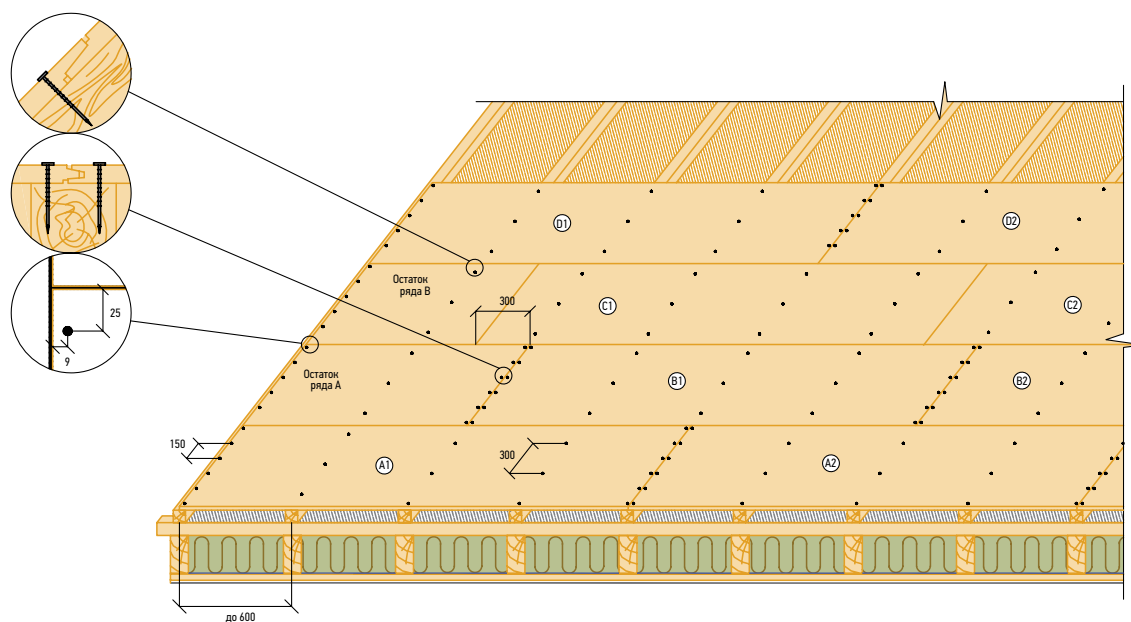 D1
D2
Остаток
ряда В
300
C1
C2
25
9
Остаток
ряда А
B1
B2
150
300
A1
A2
до 600